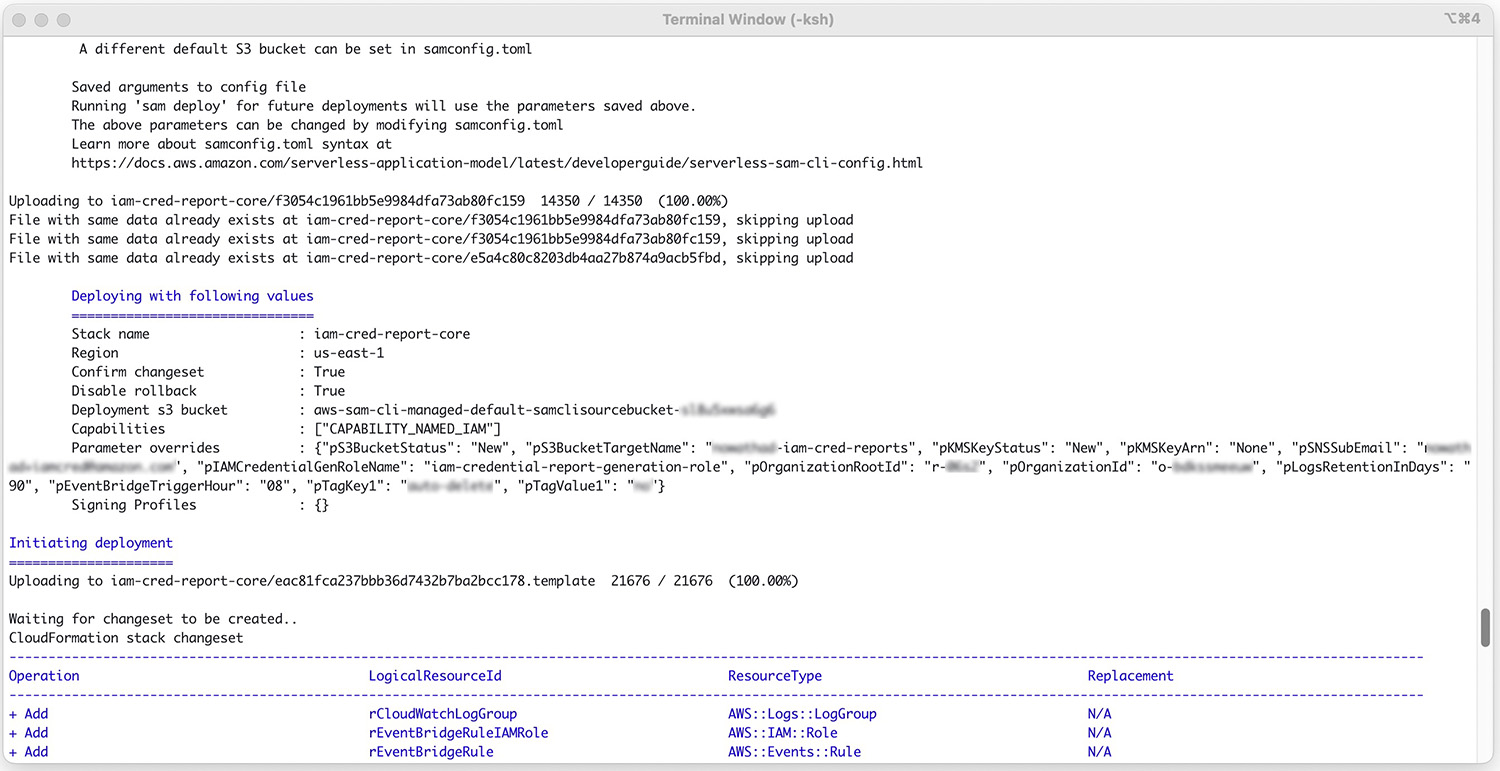 Terminal Window (-ksh)
⌥⌘4
A different default S3 bucket can be set in samconfig.toml
Saved arguments to config file
Running 'sam deploy' for future deployments will use the parameters saved above.
The above parameters can be changed by modifying samconfig.toml
Learn more about samconfig.toml syntax at
https://docs.aws.amazon.com/serverless-application-model/latest/developerguide/serverless-sam-cli-config.html
Uploading to iam-cred-report-core/f3054c1961bb5e9984dfa73ab80fc159  14350 / 14350  (100.00%)
File with same data already exists at iam-cred-report-core/f3054c1961bb5e9984dfa73ab80fc159, skipping upload
File with same data already exists at iam-cred-report-core/f3054c1961bb5e9984dfa73ab80fc159, skipping upload
File with same data already exists at iam-cred-report-core/e5a4c80c8203db4aa27b874a9acb5fbd, skipping upload
Deploying with following values
===============================
Stack name                   : iam-cred-report-core
Region                       : us-east-1
Confirm changeset            : True
Disable rollback             : True
Deployment s3 bucket         : aws-sam-cli-managed-default-samclisourcebucket-
Capabilities                 : ["CAPABILITY_NAMED_IAM"]
Parameter overrides          : {"pS3BucketStatus": "New", "pS3BucketTargetName": "-iam-cred-reports", "pKMSKeyStatus": "New", "pKMSKeyArn": "None", "pSNSSubEmail": "
", "pIAMCredentialGenRoleName": "iam-credential-report-generation-role", "pOrganizationRootId": "r-", "pOrganizationId": "o-", "pLogsRetentionInDays": "
90", "pEventBridgeTriggerHour": "08", "pTagKey1": "", "pTagValue1": ""}
Signing Profiles             : {}
Initiating deployment
=====================
Uploading to iam-cred-report-core/eac81fca237bbb36d7432b7ba2bcc178.template  21676 / 21676  (100.00%)
Waiting for changeset to be created..
CloudFormation stack changeset
Operation LogicalResourceId ResourceType Replacement
+ Add rCloudWatchLogGroup AWS::Logs::LogGroup N/A
+ Add rEventBridgeRuleIAMRole AWS::IAM::Role N/A
+ Add rEventBridgeRule AWS::Events::Rule N/A